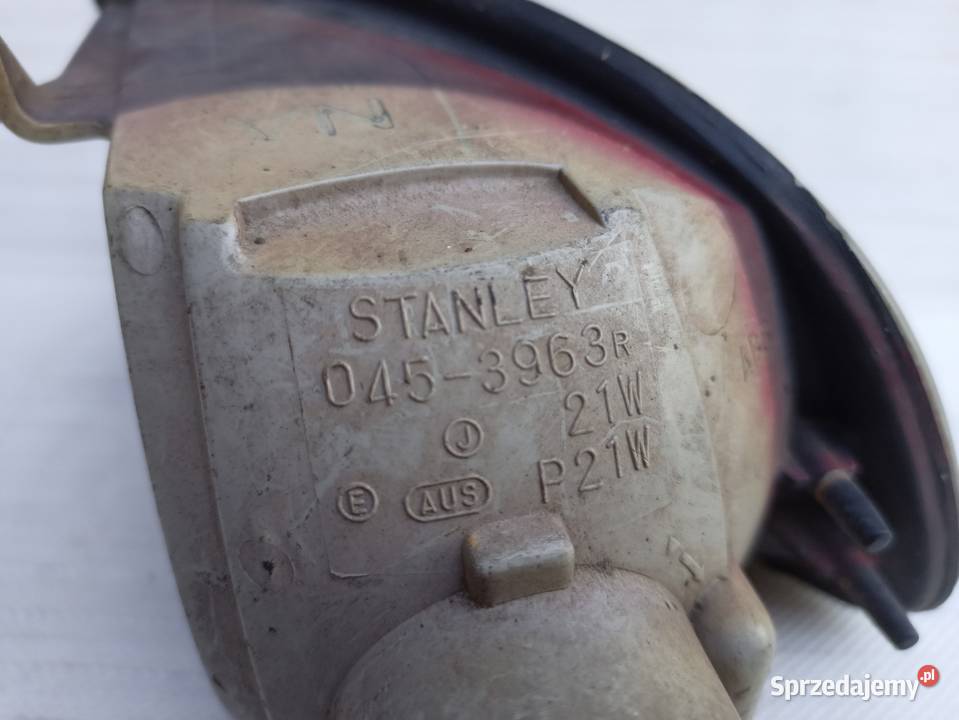 STANLEY
045-3963R
21W
J
P21W
E AUS
Sprzedajemy.pl